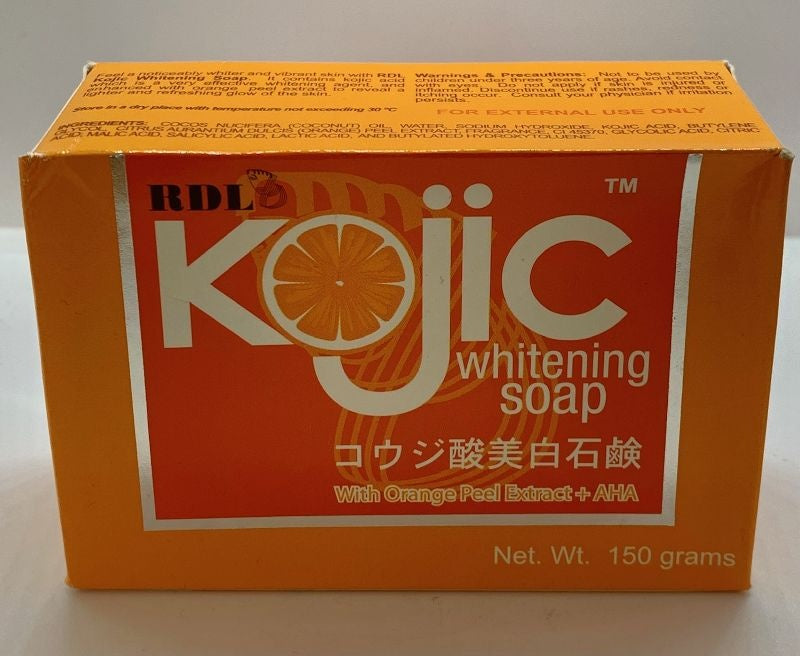 Feel a noticeably whiter and vibrant skin with RDL
Kojic Whitening Soap. It contains kojic acid
which is a very effective whitening agent, and
enhanced with orange peel extract to reveal a
lighter and refreshing glow of the skin.
Store in a dry place with temperature not exceeding 30 °C
Warnings & Precautions: Not to be used by
children under three years of age. Avoid contact
with eyes. Do not apply if skin is injured or
inflamed. Discontinue use if rashes, redness or
itching occur. Consult your physician if irritation
persists.
FOR EXTERNAL USE ONLY
INGREDIENTS: COCOS NUCIFERA (COCONUT) OIL, WATER, SODIUM HYDROXIDE, KOJIC ACID, BUTYLENE
GLYCOL, CITRUS AURANTIUM DULCIS (ORANGE) PEEL EXTRACT, FRAGRANCE, CI 45370, GLYCOLIC ACID, CITRIC
ACID, MALIC ACID, SALICYLIC ACID, LACTIC ACID, AND BUTYLATED HYDROXYTOLUENE.
RDL
Kojic TM
whitening
soap
コウジ酸美白石鹸
With Orange Peel Extract + AHA
Net. Wt. 150 grams